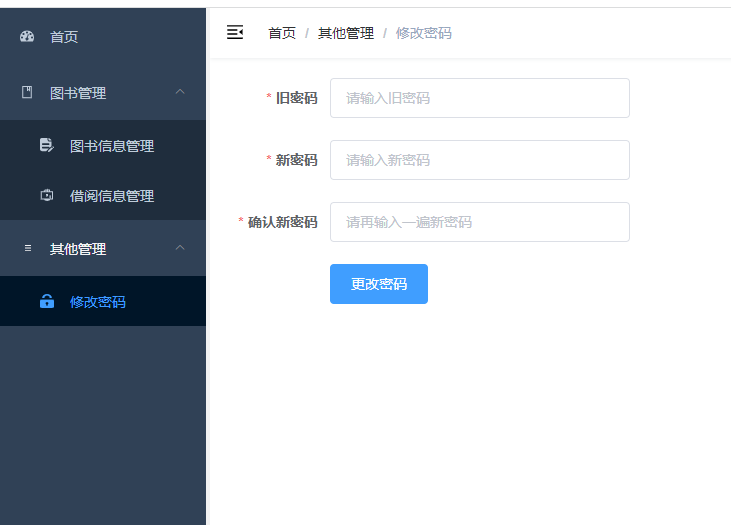 首页
图书管理
图书信息管理
借阅信息管理
其他管理
修改密码
首页 / 其他管理 / 修改密码
* 旧密码 请输入旧密码
* 新密码 请输入新密码
* 确认新密码 请再输入一遍新密码
更改密码